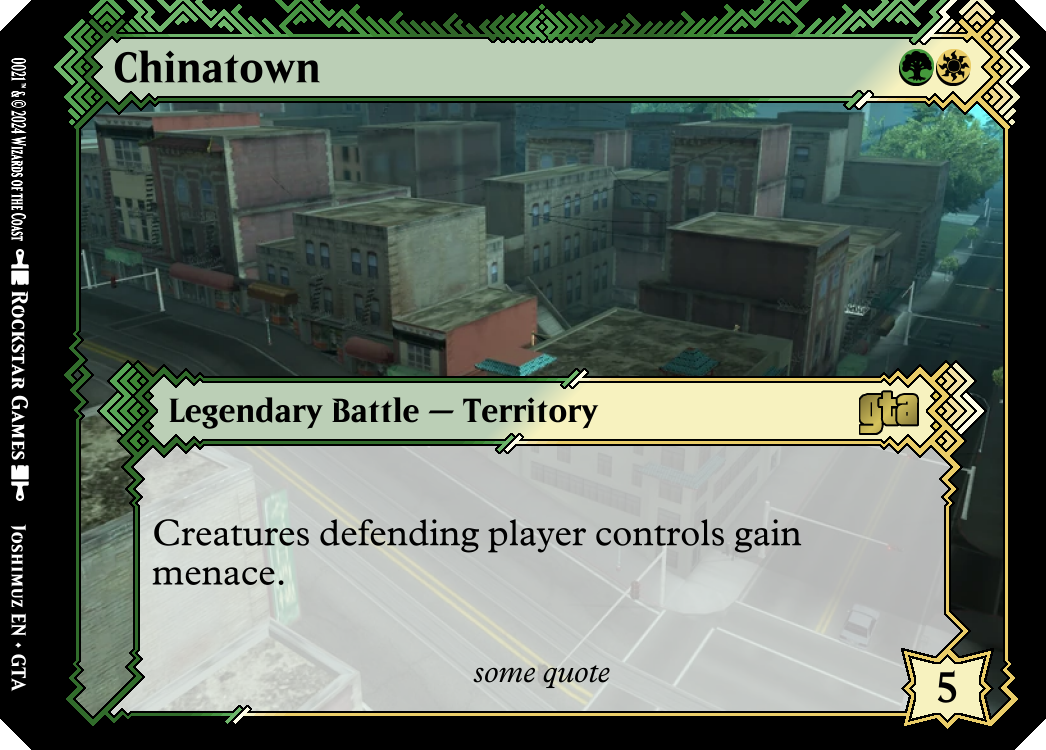 Chinatown
Legendary Battle — Territory
gta
Creatures defending player controls gain
menace.
some quote
5
0021 ™ & © 2024 Wizards of the Coast Rockstar Games Joshimuz EN • GTA